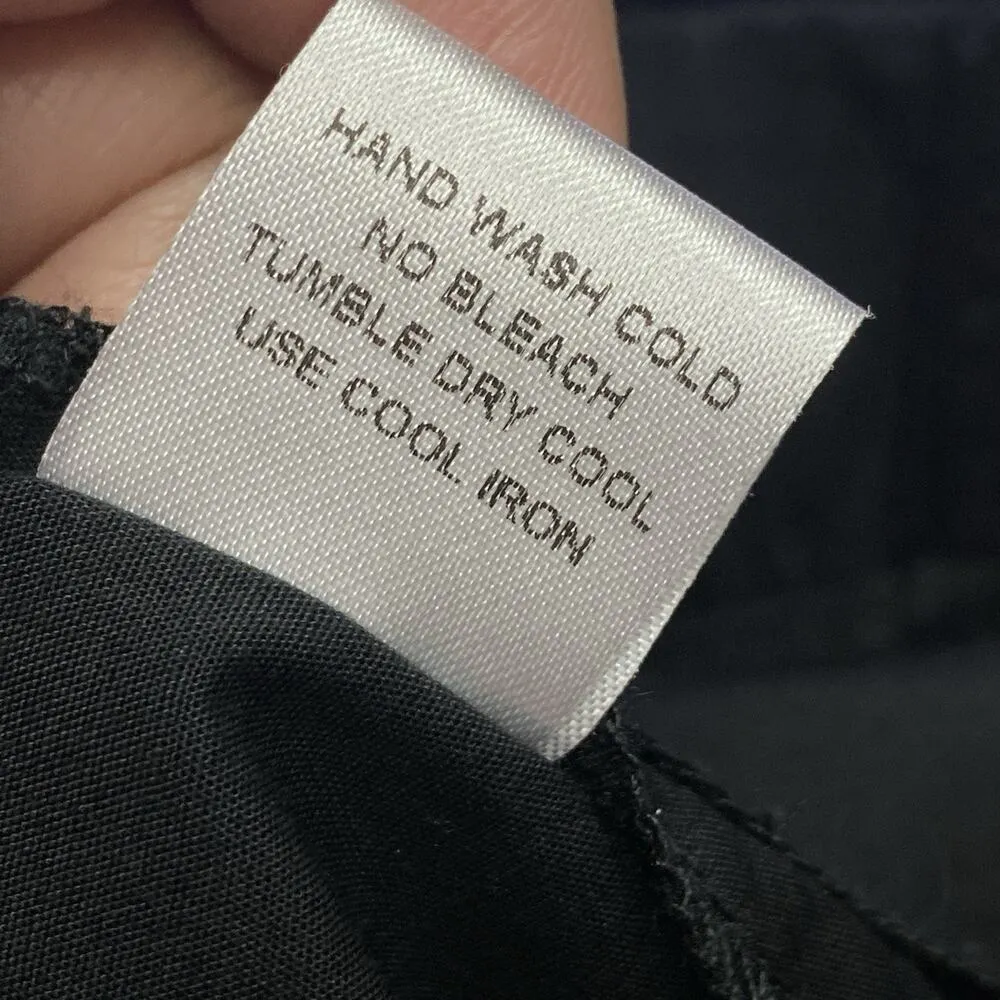 HAND WASH COLD
NO BLEACH
TUMBLE DRY COOL
USE COOL IRON